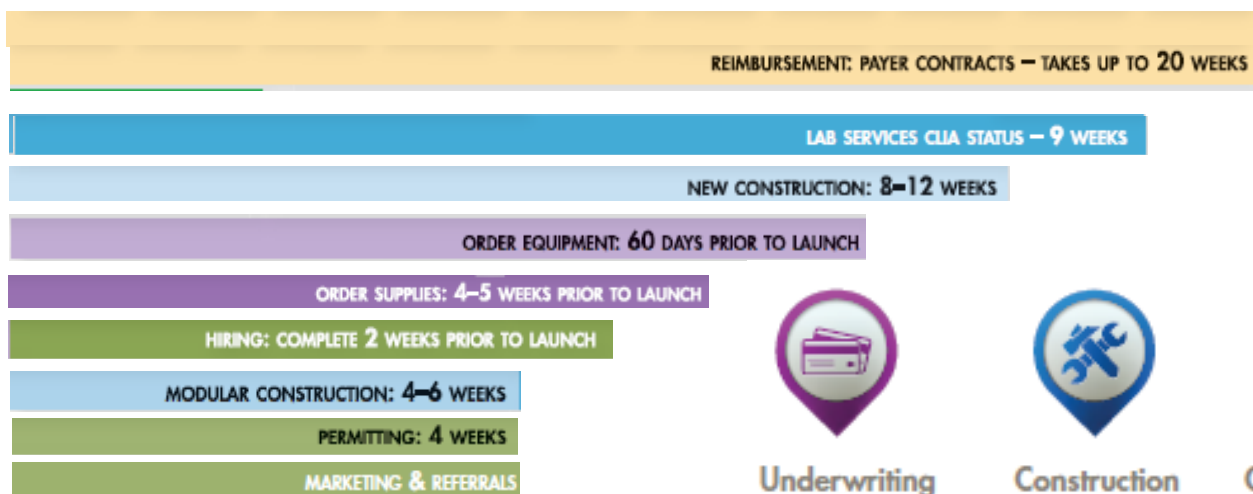 REIMBURSEMENT: PAYER CONTRACTS – TAKES UP TO 20 WEEKS
LAB SERVICES CLIA STATUS – 9 WEEKS
NEW CONSTRUCTION: 8–12 WEEKS
ORDER EQUIPMENT: 60 DAYS PRIOR TO LAUNCH
ORDER SUPPLIES: 4–5 WEEKS PRIOR TO LAUNCH
HIRING: COMPLETE 2 WEEKS PRIOR TO LAUNCH
MODULAR CONSTRUCTION: 4–6 WEEKS
PERMITTING: 4 WEEKS
MARKETING & REFERRALS
Underwriting
Construction